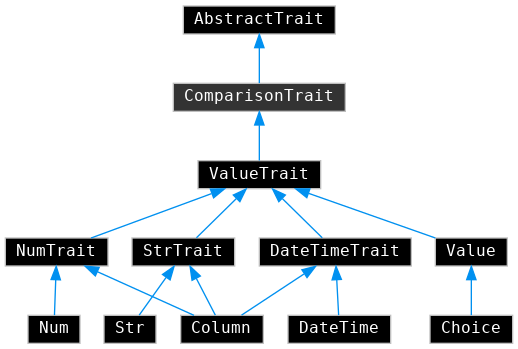 AbstractTrait
ComparisonTrait
ValueTrait
NumTrait
StrTrait
DateTimeTrait
Value
Num
Str
Column
DateTime
Choice